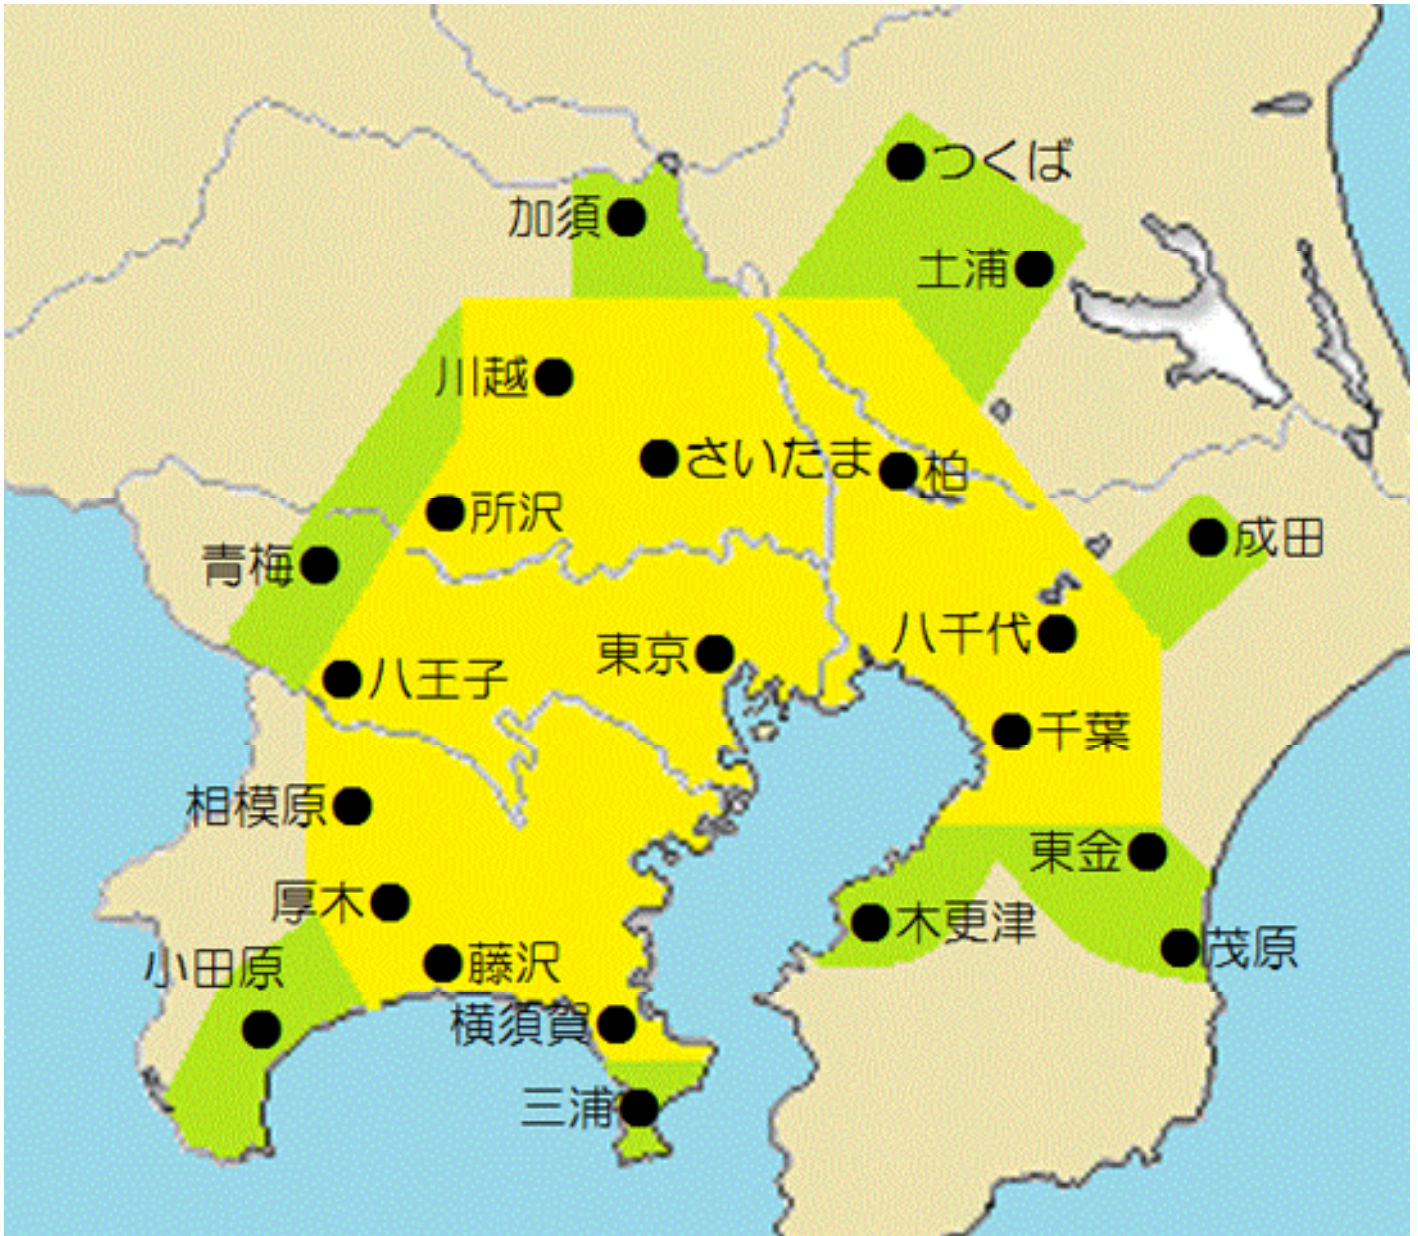 つくば
加須
土浦
川越
さいたま
柏
所沢
成田
青梅
八千代
東京
八王子
千葉
相模原
東金
厚木
木更津
茂原
藤沢
小田原
横須賀
三浦